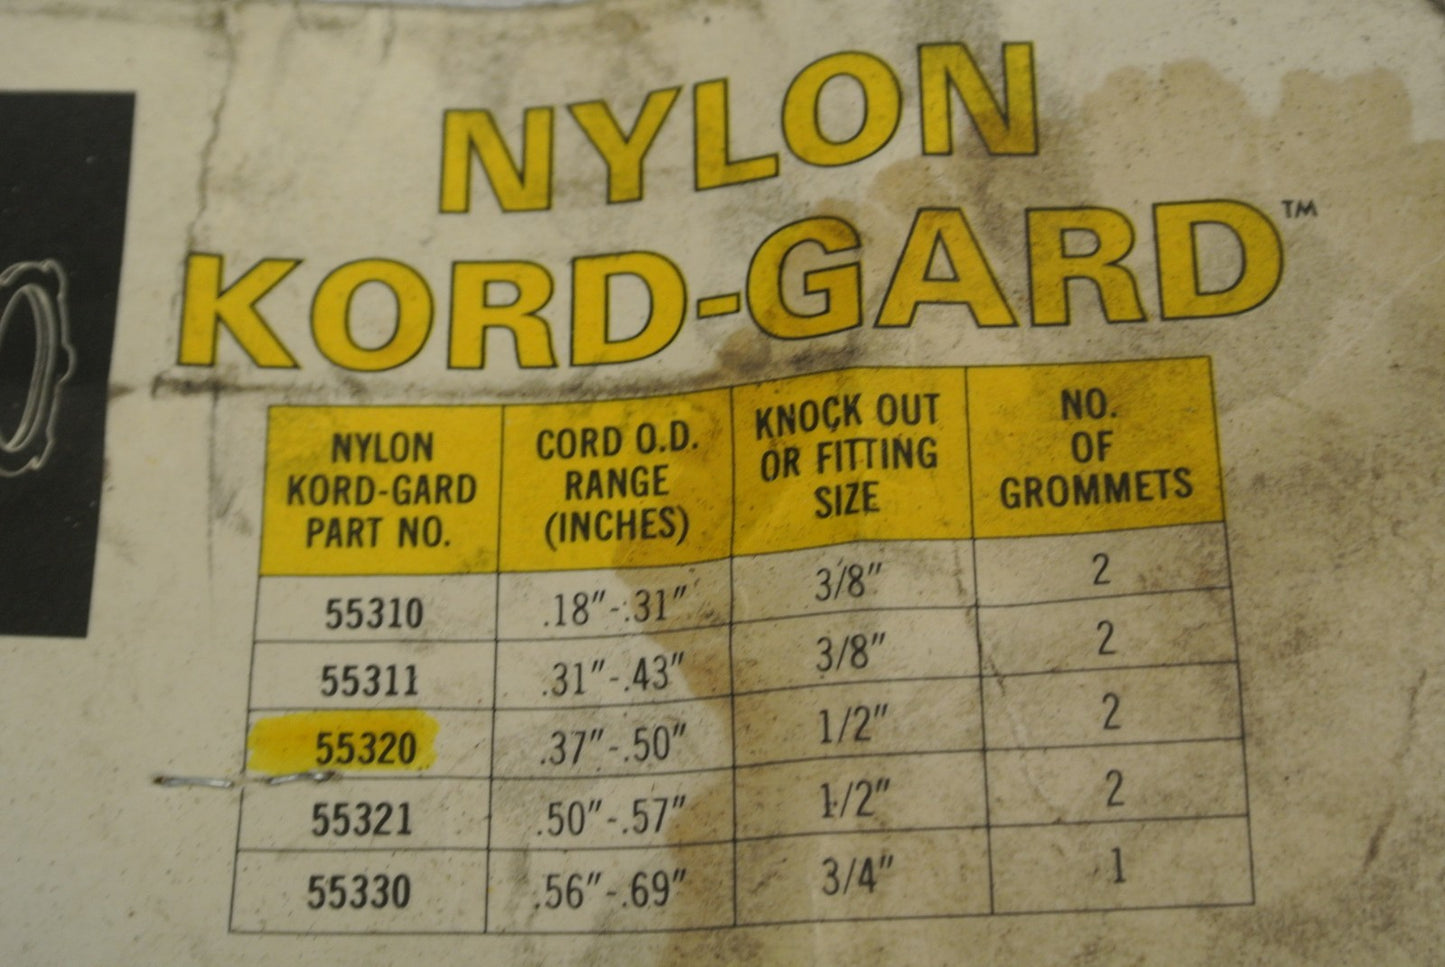 NYLON
KORD-GARD™
NYLON KORD-GARD PART NO. CORD O.D. RANGE (INCHES) KNOCK OUT OR FITTING SIZE NO. OF GROMMETS
55310 .18"-.31" 3/8" 2
55311 .31"-.43" 3/8" 2
55320 .37"-.50" 1/2" 2
55321 .50"-.57" 1/2" 2
55330 .56"-.69" 3/4" 1